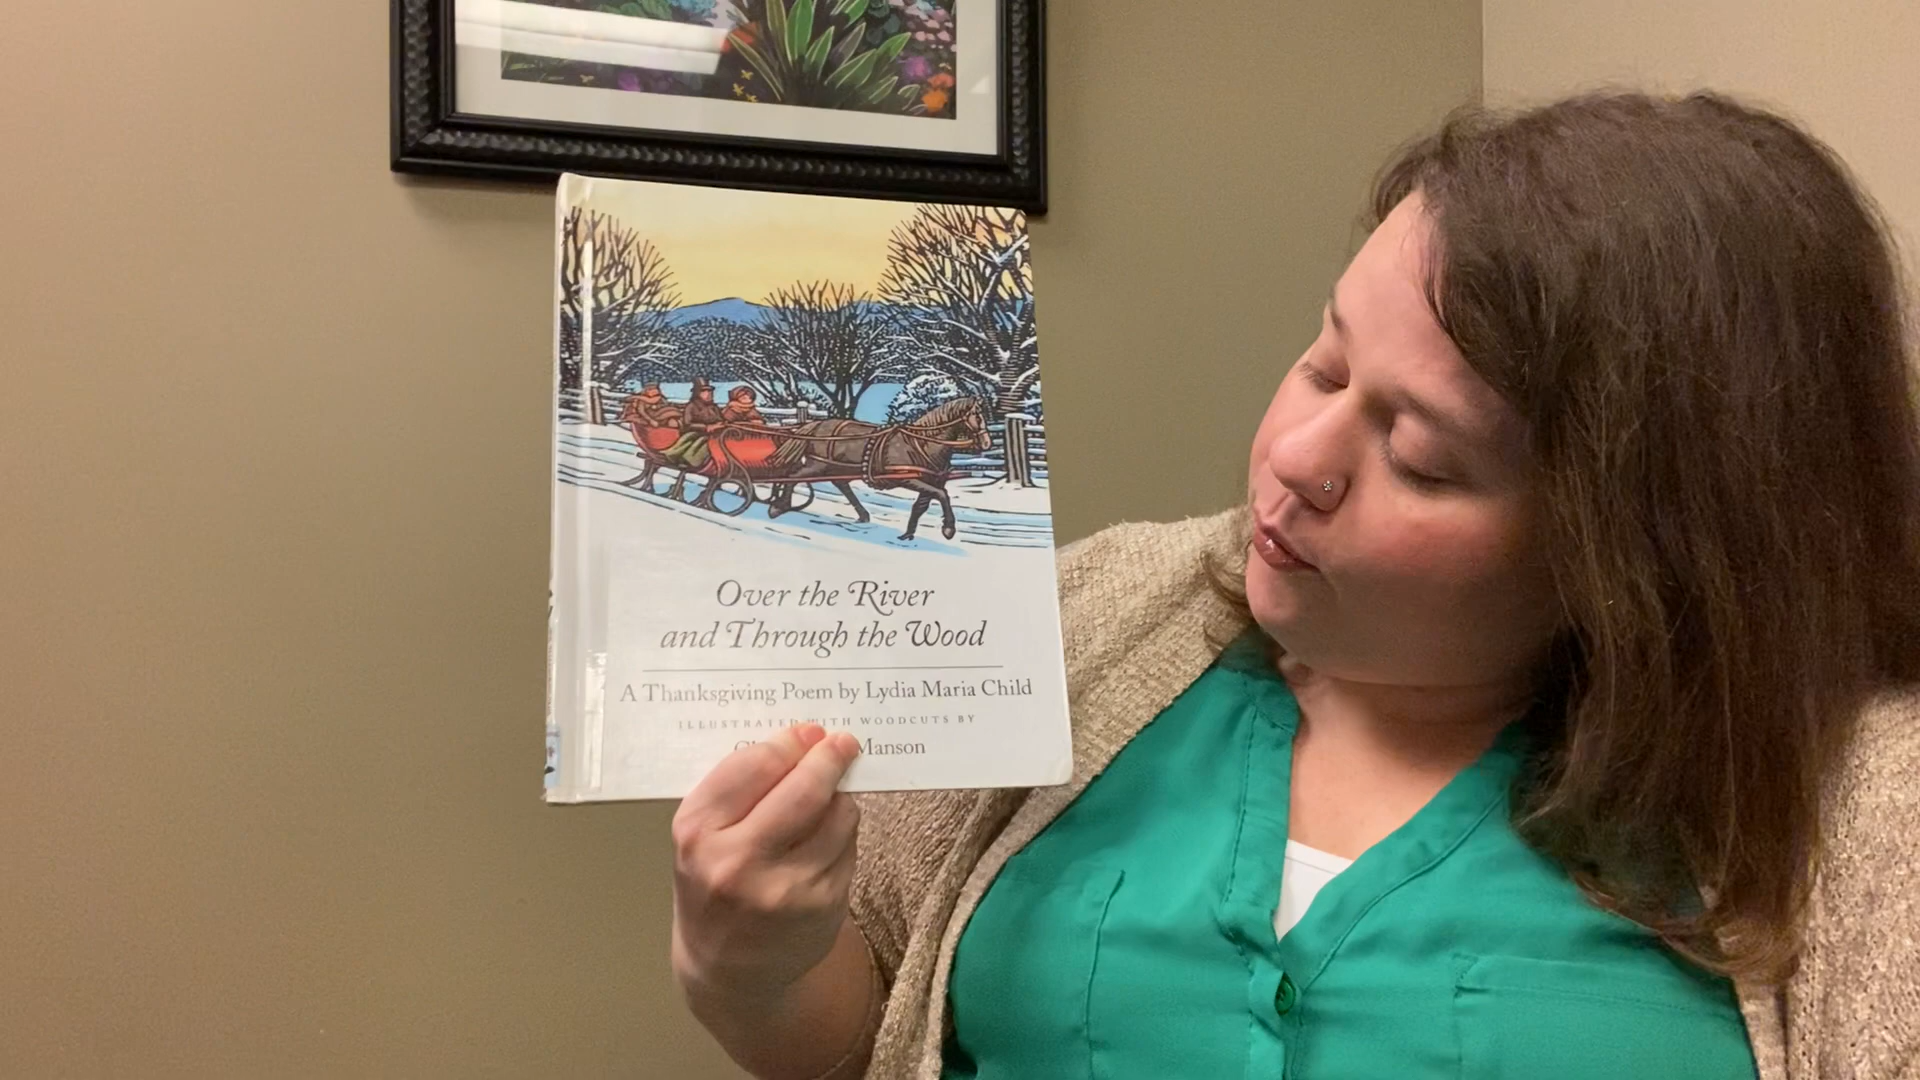 Over the River
and Through the Wood
A Thanksgiving Poem by Lydia Maria Child
ILLUSTRATED WITH WOODCUTS BY
Manson